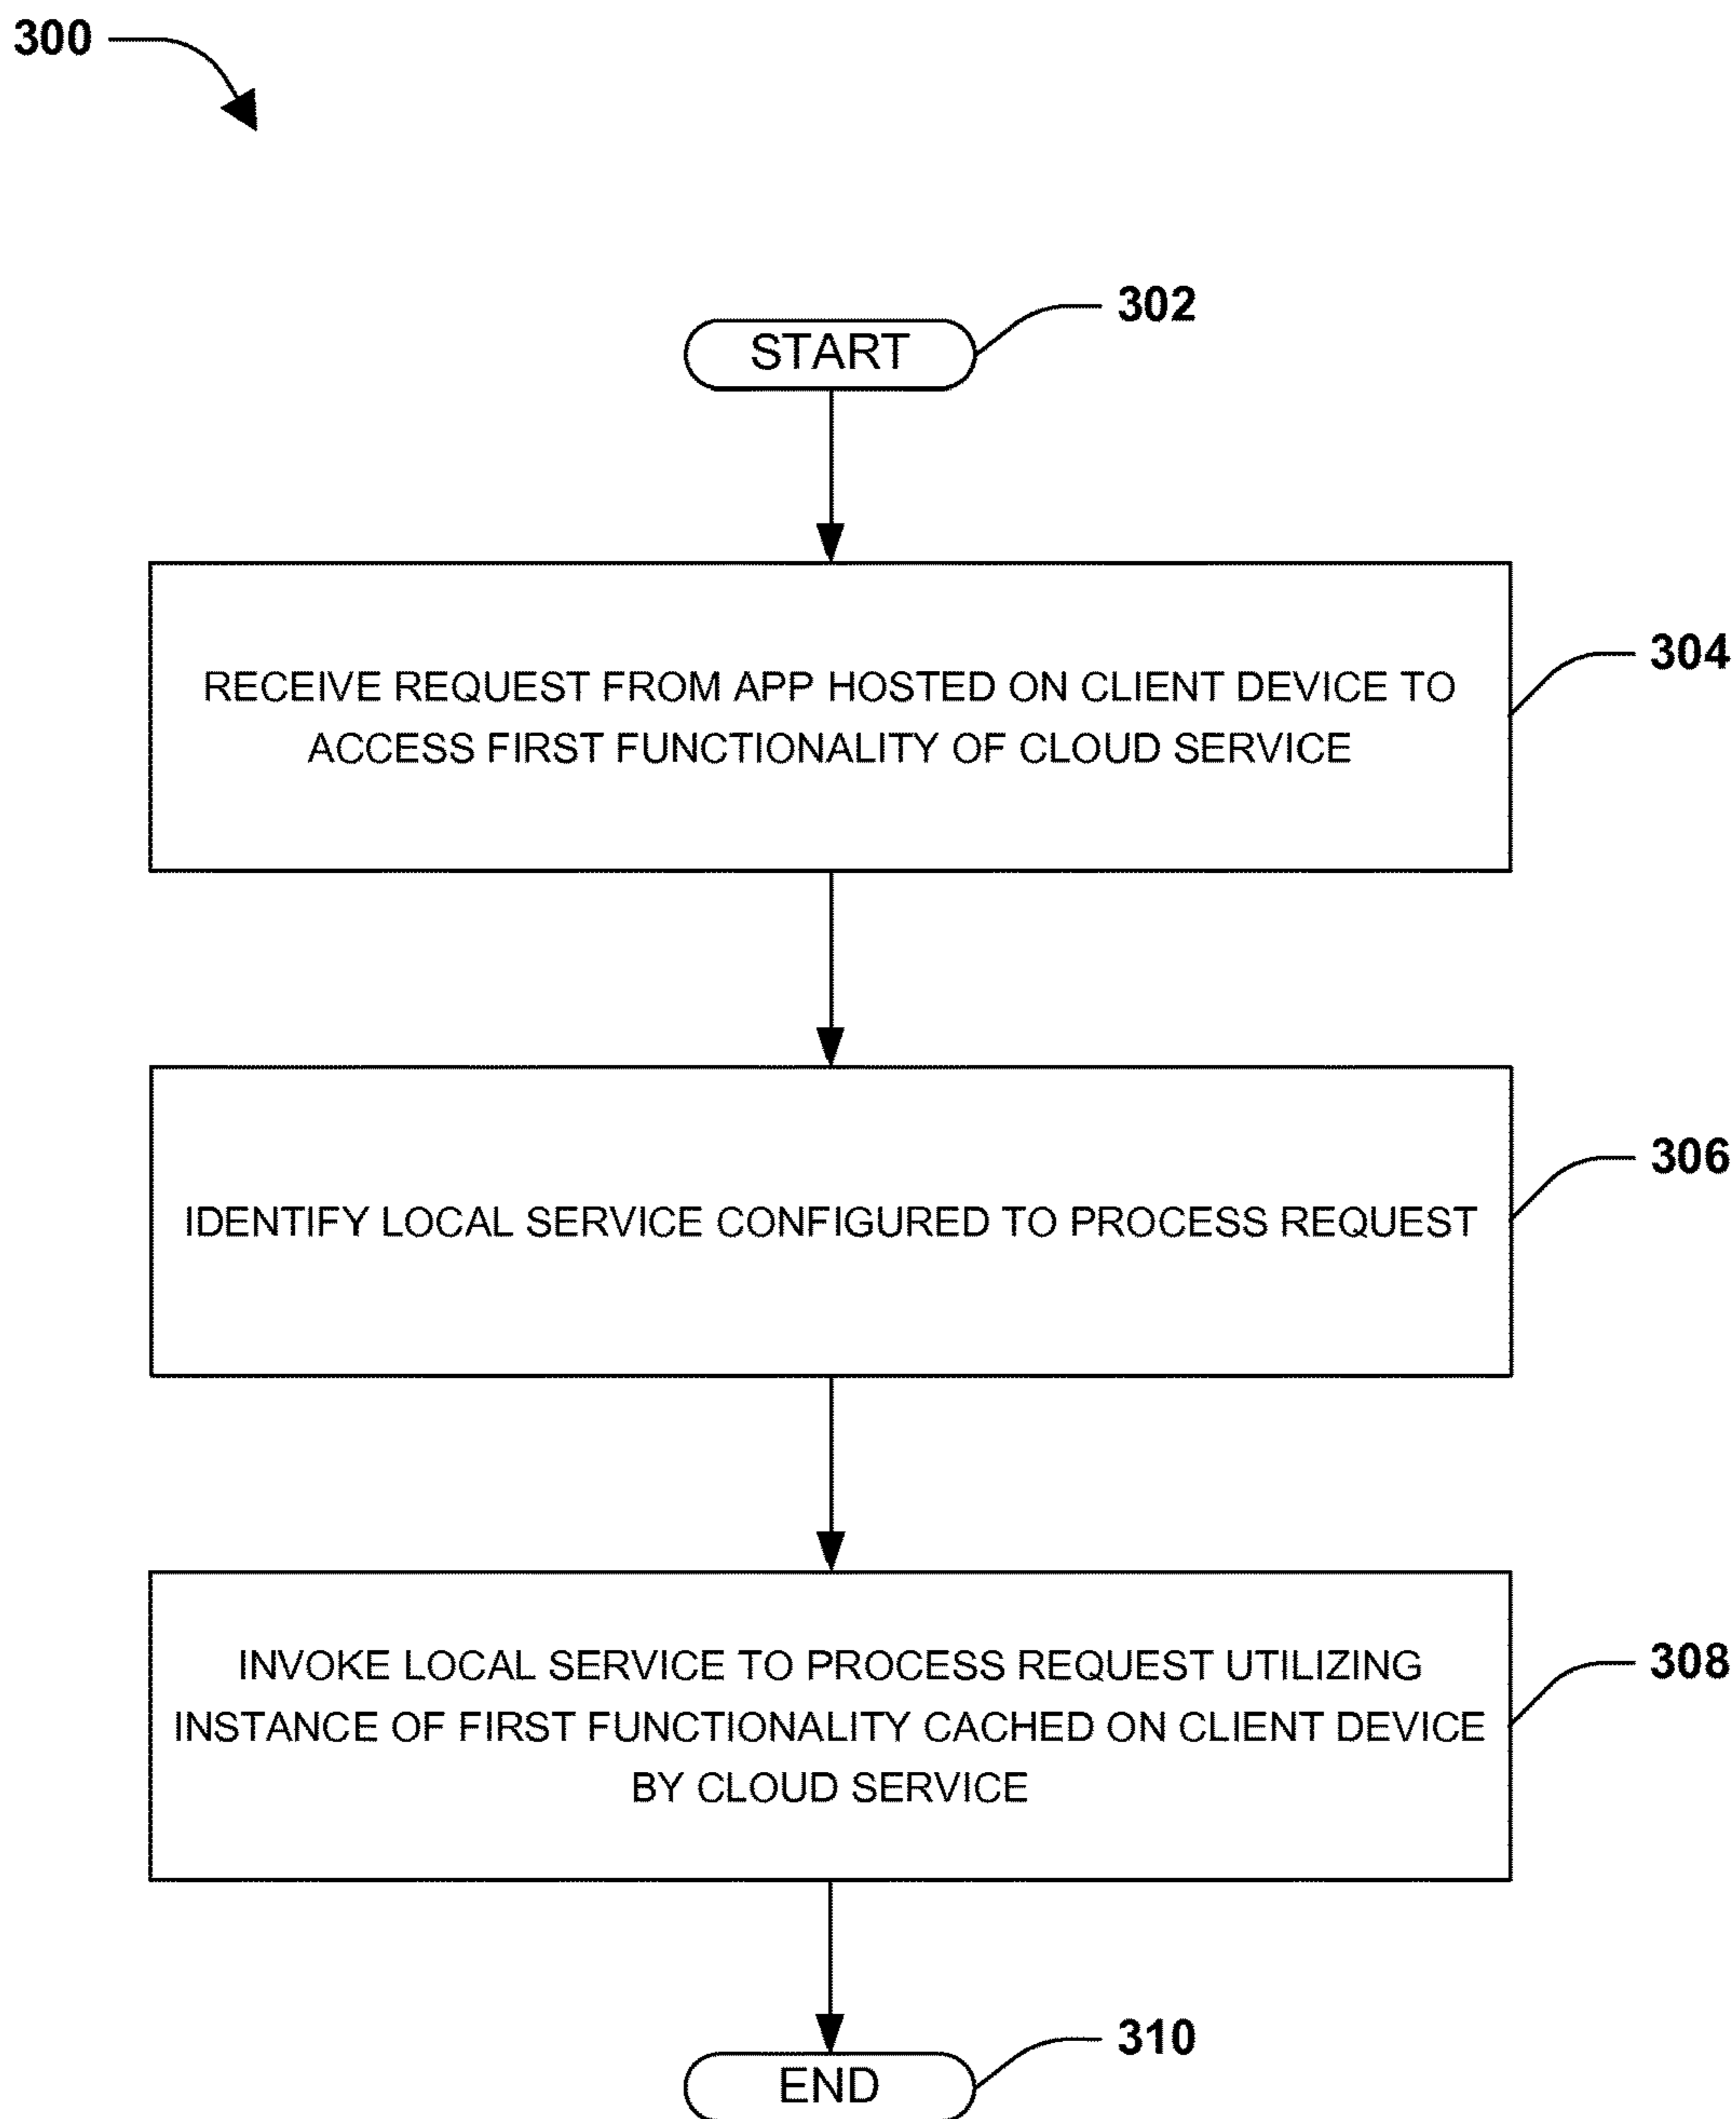 300
302
START
304
RECEIVE REQUEST FROM APP HOSTED ON CLIENT DEVICE TO
ACCESS FIRST FUNCTIONALITY OF CLOUD SERVICE
306
IDENTIFY LOCAL SERVICE CONFIGURED TO PROCESS REQUEST
308
INVOKE LOCAL SERVICE TO PROCESS REQUEST UTILIZING
INSTANCE OF FIRST FUNCTIONALITY CACHED ON CLIENT DEVICE
BY CLOUD SERVICE
310
END